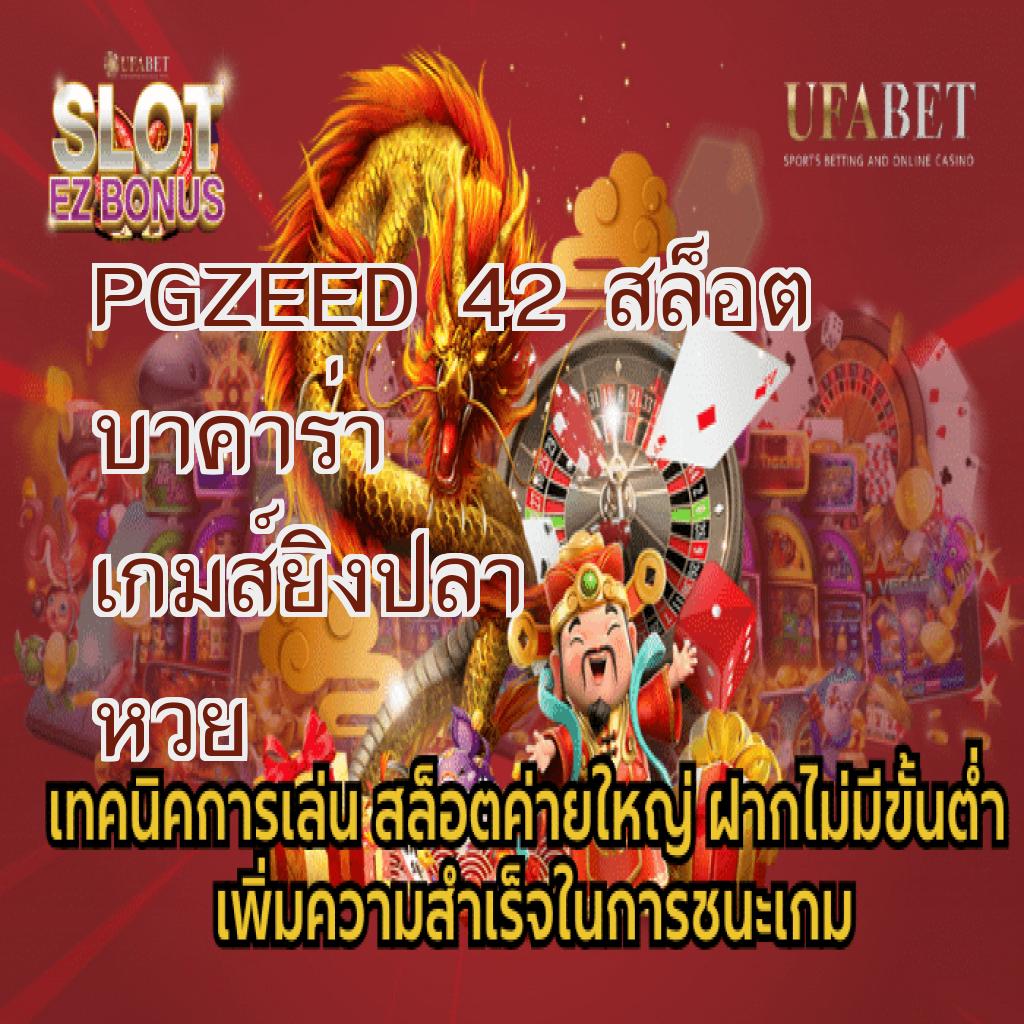 UFABET
SLOT
EZ BONUS
UFABET
SPORTS BETTING AND ONLINE CASINO
PGZEED 42 สล็อต
บาคาร่า
เกมส์ยิงปลา
หวย
เทคนิคการเล่น สล็อตค่ายใหญ่ ฝากไม่มีขั้นต่ำ
เพิ่มความสำเร็จในการชนะเกม